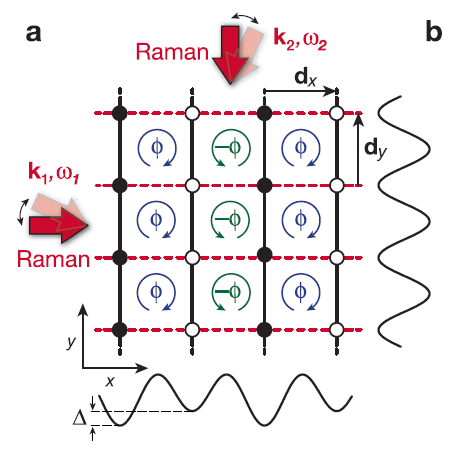 a
b
Raman
k2,ω2
dx
dy
ϕ −ϕ ϕ
k1,ω1
ϕ −ϕ ϕ
Raman
ϕ −ϕ ϕ
y
x
Δ